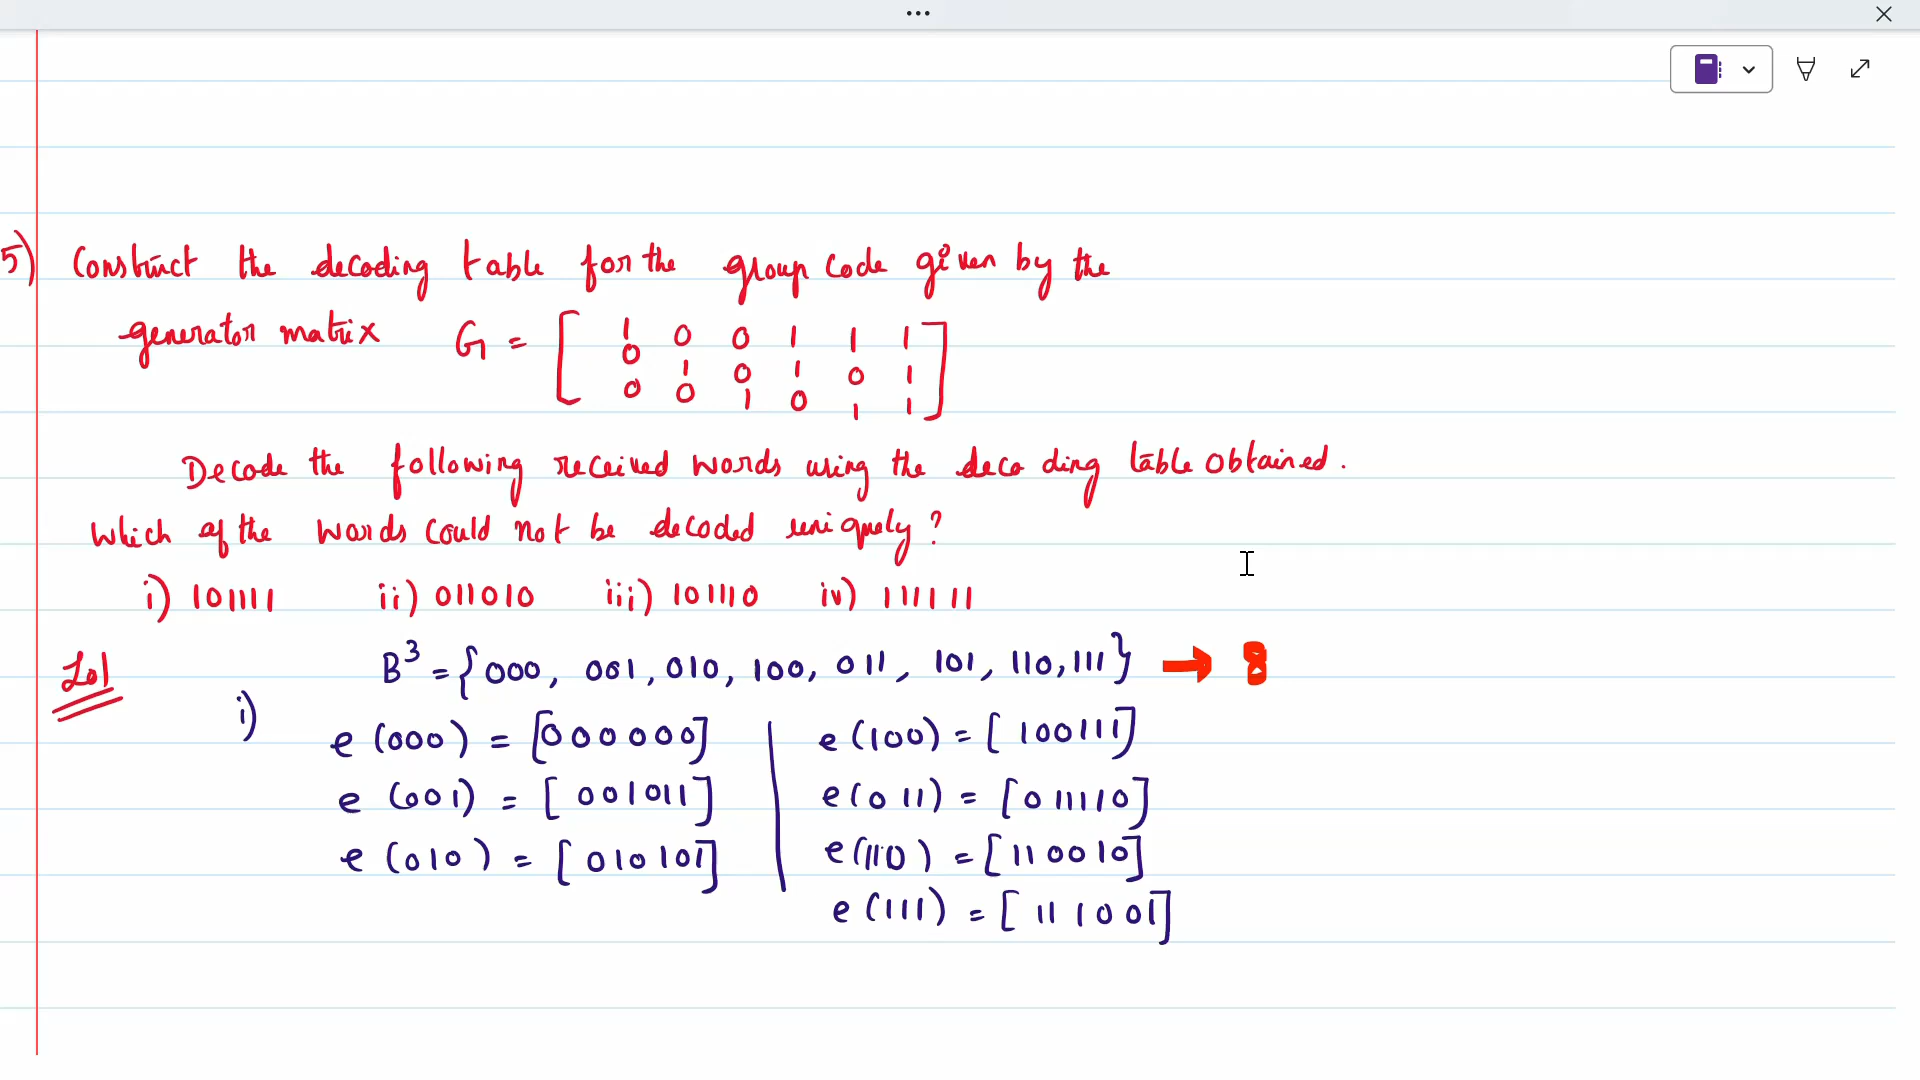 5) Construct the decoding table for the group code given by the
generator matrix G = [ 1 0 0 1 1 1
0 1 0 1 0 1
0 0 1 0 1 1 ]
Decode the following received words using the decoding table obtained.
Which of the words could not be decoded uniquely?
i) 101111 ii) 011010 iii) 101110 iv) 111111
B³ = {000, 001, 010, 100, 011, 101, 110, 111} → 8
i)
e (000) = [000000] e (100) = [100111]
e (001) = [001011] e (011) = [011110]
e (010) = [010101] e (110) = [110010]
e (111) = [111001]